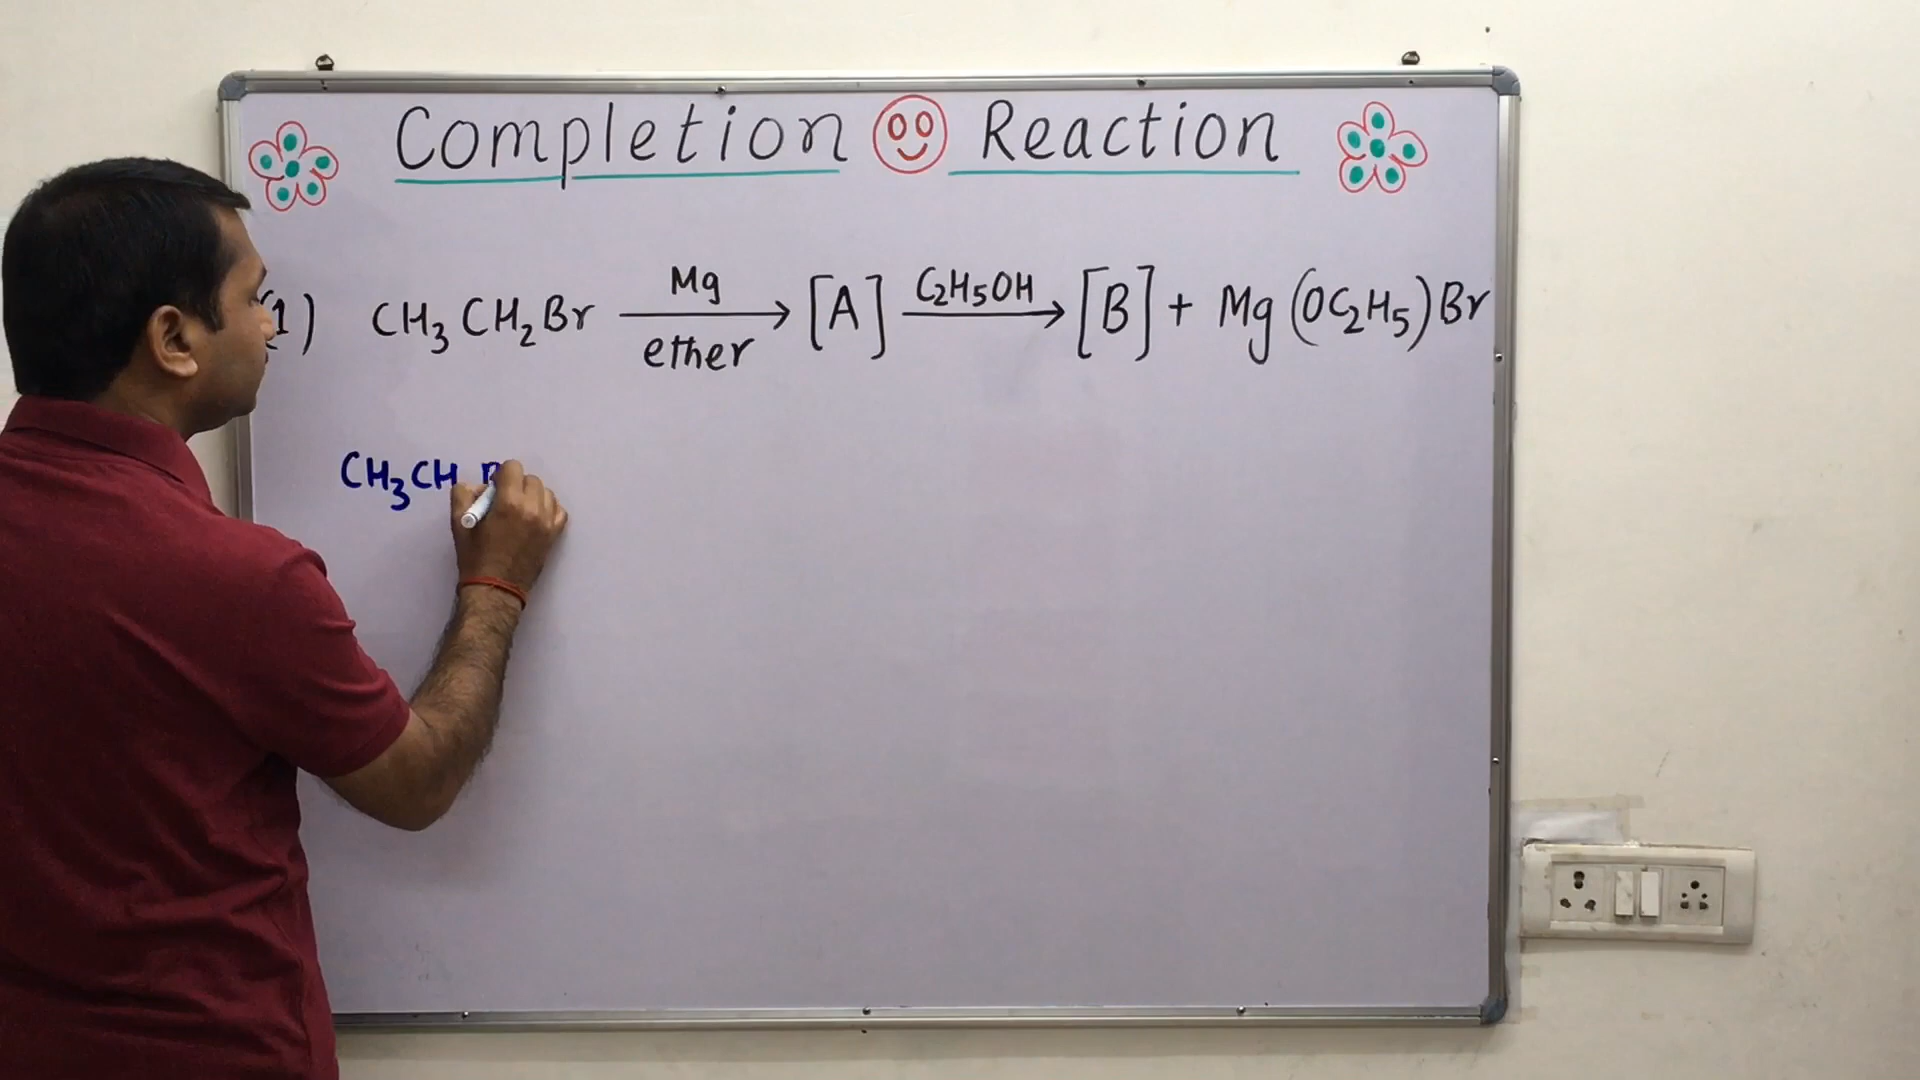 Completion Reaction
(1) CH₃CH₂Br —Mg/ether→ [A] —C₂H₅OH→ [B] + Mg(OC₂H₅)Br
CH₃CH